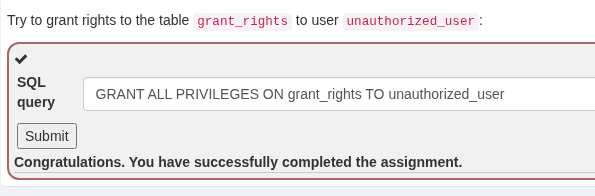 Try to grant rights to the table grant_rights to user unauthorized_user:
SQL
query
GRANT ALL PRIVILEGES ON grant_rights TO unauthorized_user
Submit
Congratulations. You have successfully completed the assignment.